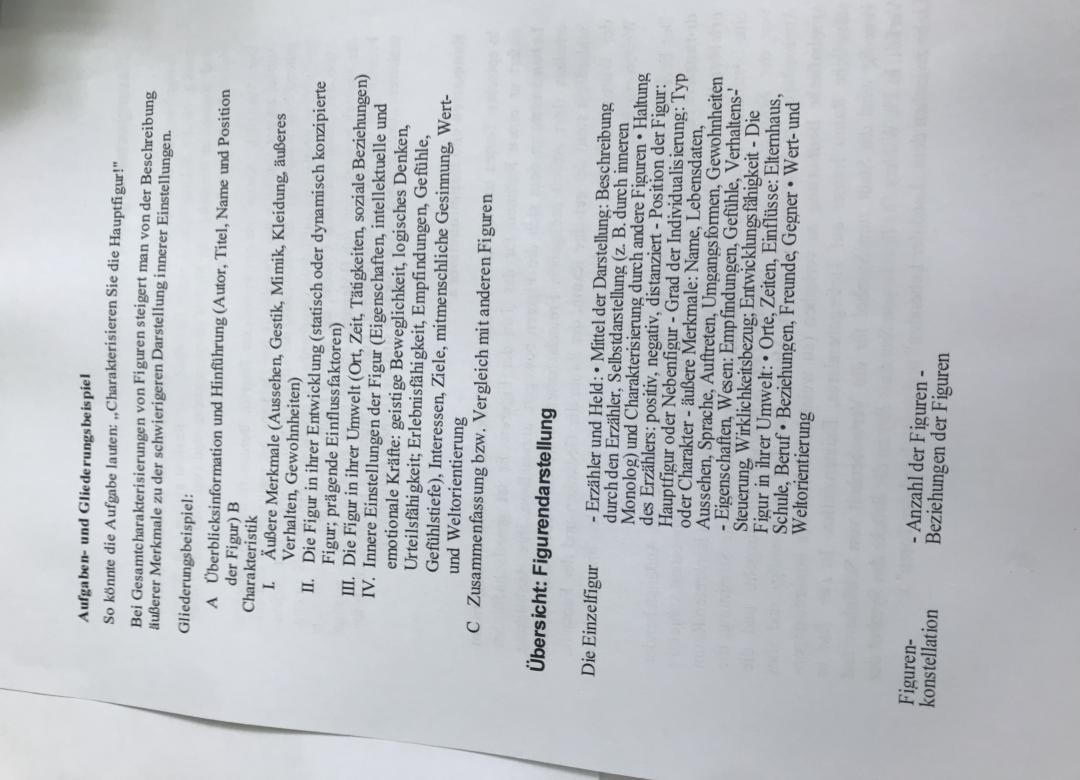 Aufgaben- und Gliederungsbeispiel
So könnte die Aufgabe lauten: „Charakterisieren Sie die Hauptfigur!"
Bei Gesamtcharakterisierungen von Figuren steigert man von der Beschreibung
äußerer Merkmale zu der schwierigeren Darstellung innerer Einstellungen.
Gliederungsbeispiel:
A Überblicksinformation und Hinführung (Autor, Titel, Name und Position
der Figur) B
Charakteristik
I. Äußere Merkmale (Aussehen, Gestik, Mimik, Kleidung, äußeres
Verhalten, Gewohnheiten)
II. Die Figur in ihrer Entwicklung (statisch oder dynamisch konzipierte
Figur; prägende Einflussfaktoren)
III. Die Figur in ihrer Umwelt (Ort, Zeit, Tätigkeiten, soziale Beziehungen)
IV. Innere Einstellungen der Figur (Eigenschaften, intellektuelle und
emotionale Kräfte: geistige Beweglichkeit, logisches Denken,
Urteilsfähigkeit; Erlebnisfähigkeit, Empfindungen, Gefühle,
Gefühlstiefe), Interessen, Ziele, mitmenschliche Gesinnung, Wert-
und Weltorientierung
C Zusammenfassung bzw. Vergleich mit anderen Figuren
Übersicht: Figurendarstellung
Die Einzelfigur
- Erzähler und Held: • Mittel der Darstellung: Beschreibung
durch den Erzähler, Selbstdarstellung (z. B. durch inneren
Monolog) und Charakterisierung durch andere Figuren • Haltung
des Erzählers: positiv, negativ, distanziert - Position der Figur:
Hauptfigur oder Nebenfigur - Grad der Individualisierung: Typ
oder Charakter - äußere Merkmale: Name, Lebensdaten,
Aussehen, Sprache, Auftreten, Umgangsformen, Gewohnheiten
- Eigenschaften, Wesen: Empfindungen, Gefühle, Verhaltens-'
Steuerung, Wirklichkeitsbezug; Entwicklungsfähigkeit - Die
Figur in ihrer Umwelt: • Orte, Zeiten, Einflüsse: Elternhaus,
Schule, Beruf • Beziehungen, Freunde, Gegner • Wert- und
Weltorientierung
Figuren-
konstellation
- Anzahl der Figuren -
Beziehungen der Figuren